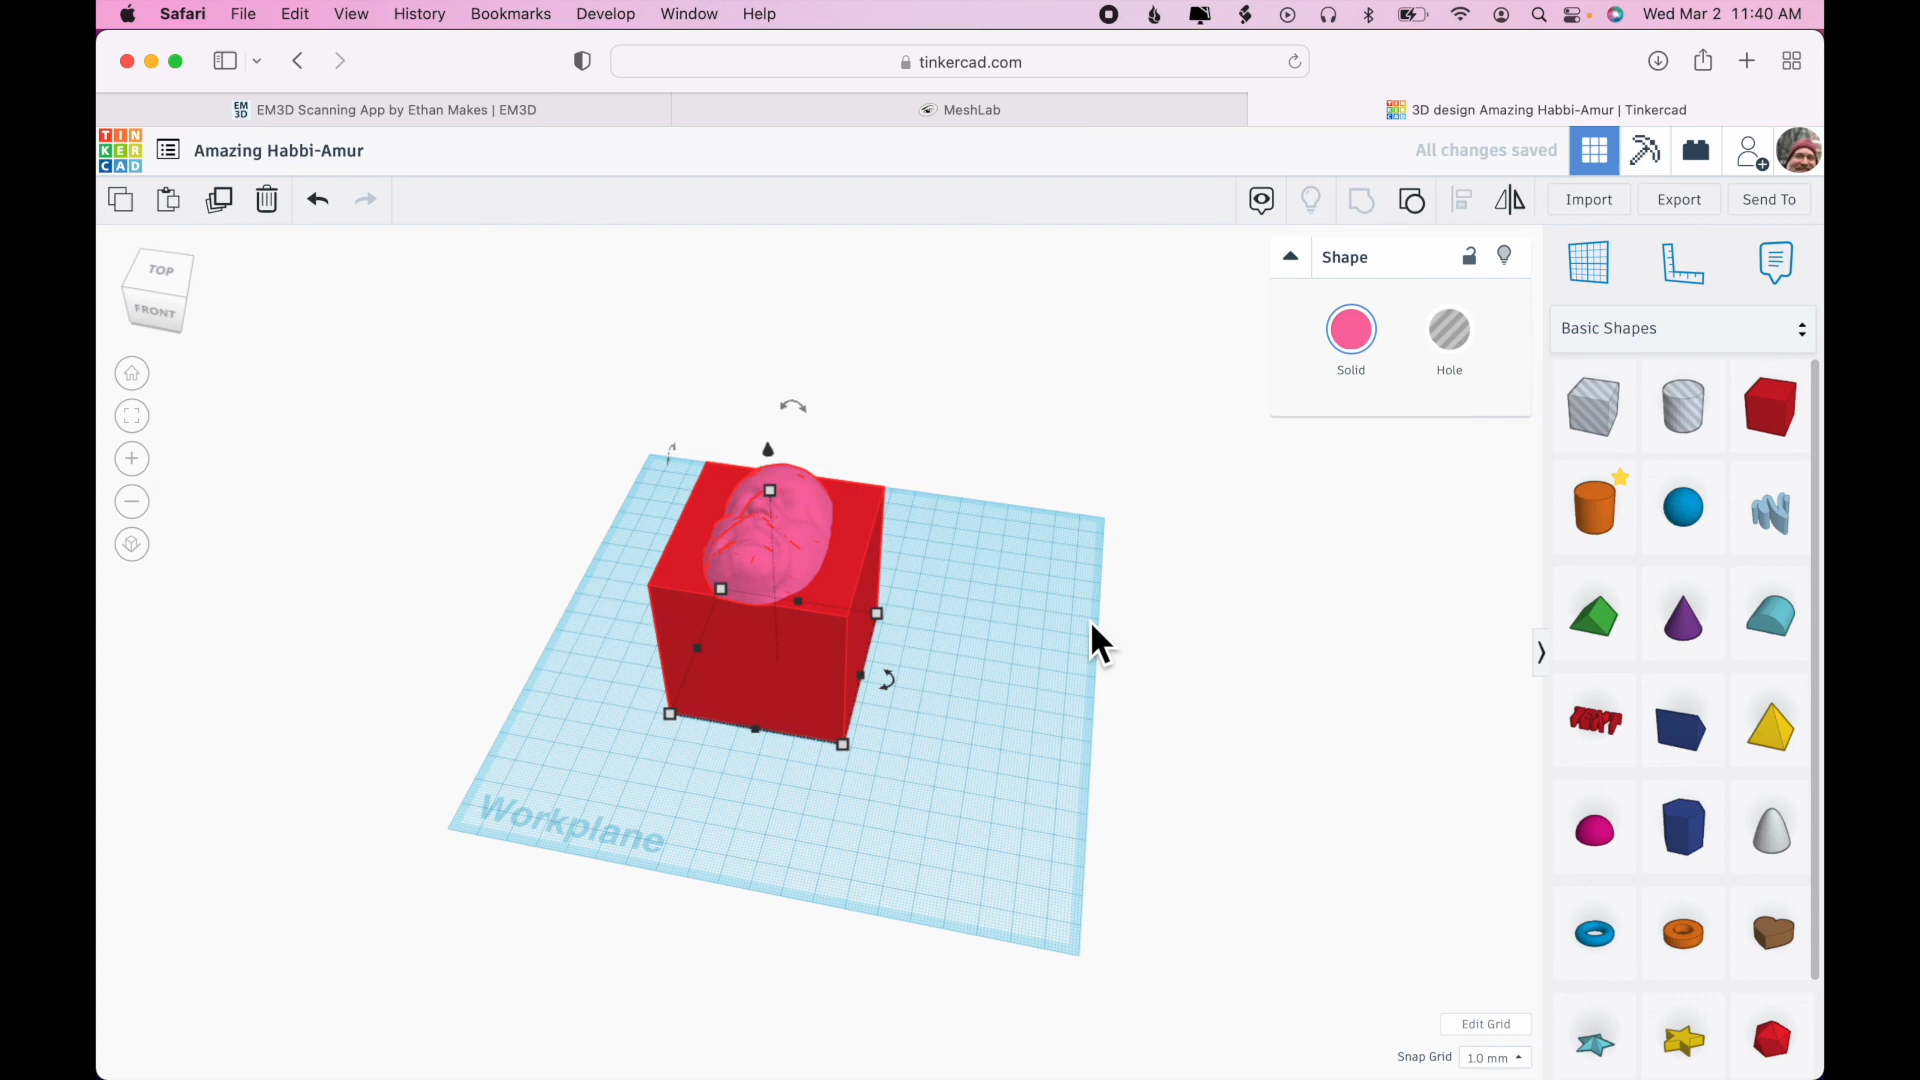 Safari File Edit View History Bookmarks Develop Window Help Wed Mar 2 11:40 AM
tinkercad.com
EM 3D EM3D Scanning App by Ethan Makes | EM3D MeshLab 3D design Amazing Habbi-Amur | Tinkercad
TIN
KER
CAD
Amazing Habbi-Amur All changes saved
Import Export Send To
TOP
FRONT
Shape
Solid Hole
Basic Shapes
TEXT
Workplane
Edit Grid
Snap Grid 1.0 mm